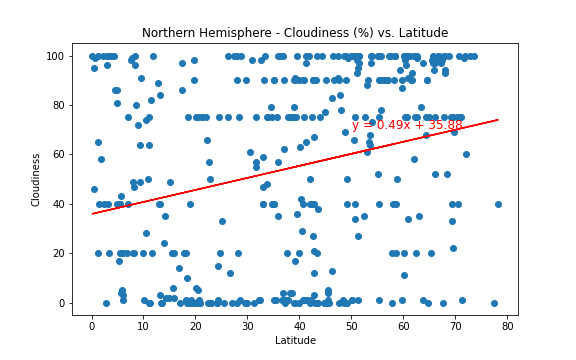 Northern Hemisphere - Cloudiness (%) vs. Latitude
100
80
60
40
20
0
Cloudiness
y = 0.49x + 35.88
0 10 20 30 40 50 60 70 80
Latitude